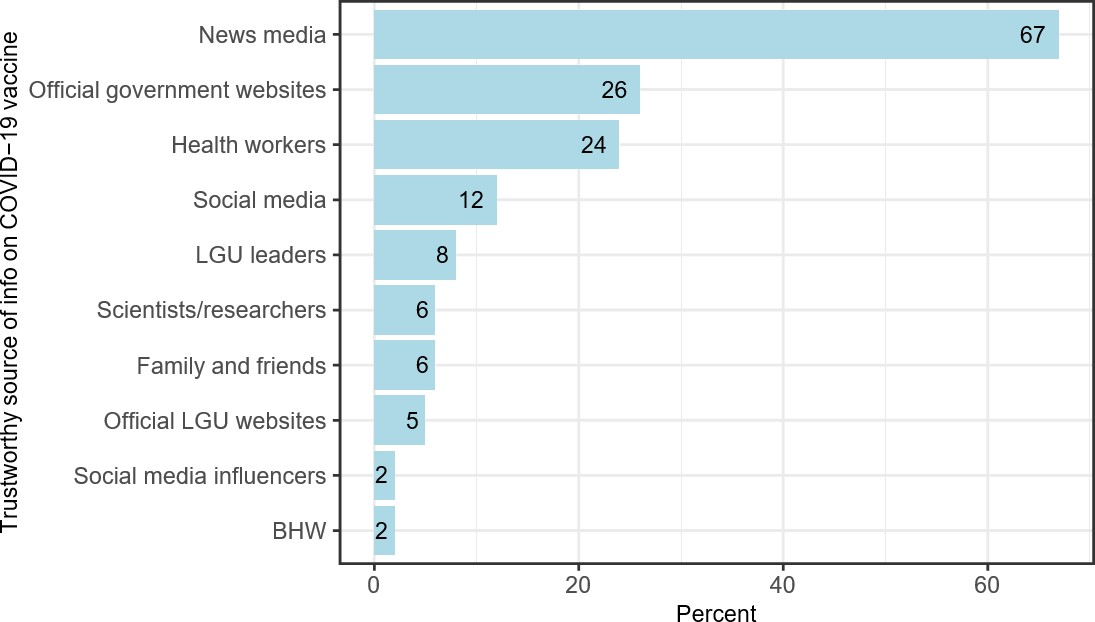 Trustworthy source of info on COVID−19 vaccine
News media 67
Official government websites 26
Health workers 24
Social media 12
LGU leaders 8
Scientists/researchers 6
Family and friends 6
Official LGU websites 5
Social media influencers 2
BHW 2
0 20 40 60
Percent